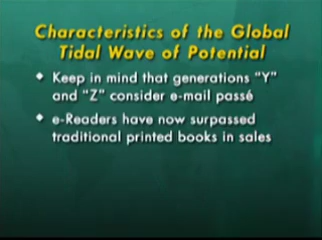 Characteristics of the Global
Tidal Wave of Potential
• Keep in mind that generations "Y"
and "Z" consider e-mail passé
• e-Readers have now surpassed
traditional printed books in sales